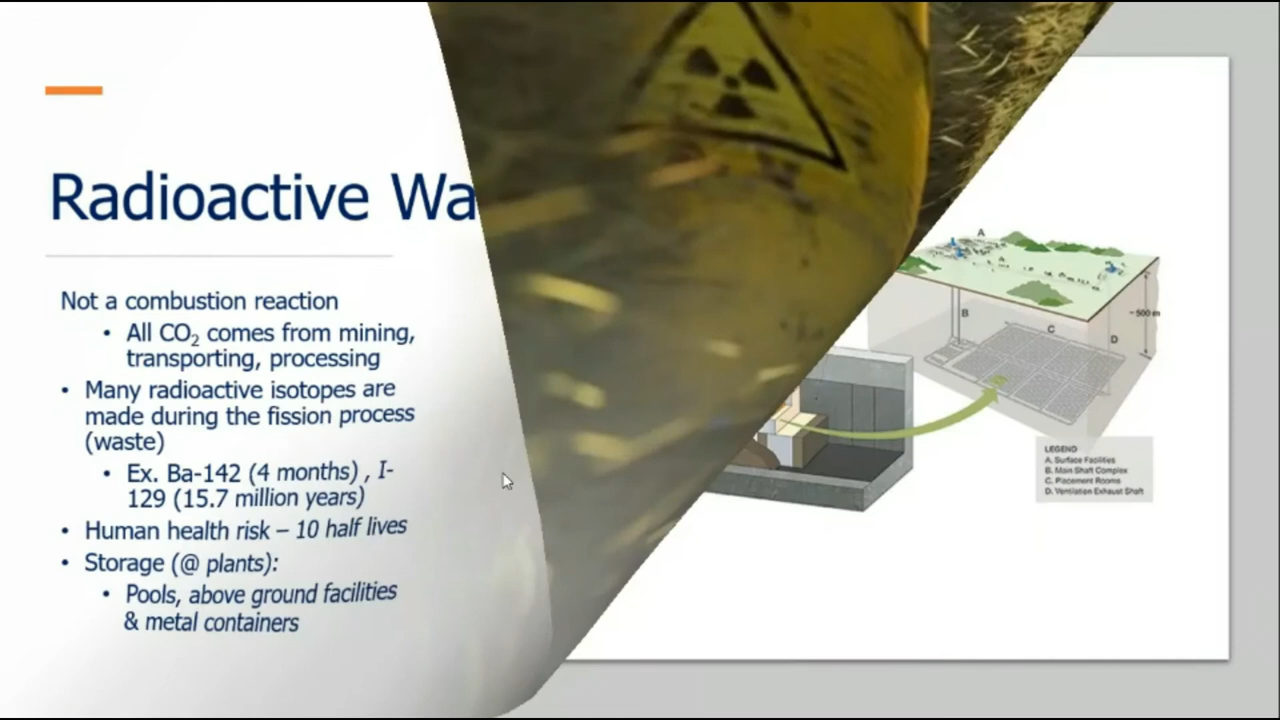 Radioactive Wa
Not a combustion reaction
• All CO₂ comes from mining,
transporting, processing
• Many radioactive isotopes are
made during the fission process
(waste)
• Ex. Ba-142 (4 months) , I-
129 (15.7 million years)
• Human health risk – 10 half lives
• Storage (@ plants):
• Pools, above ground facilities
& metal containers
A
B
C
D
~500 m
LEGEND
A. Surface Facilities
B. Main Shaft Complex
C. Placement Rooms
D. Ventilation Exhaust Shaft